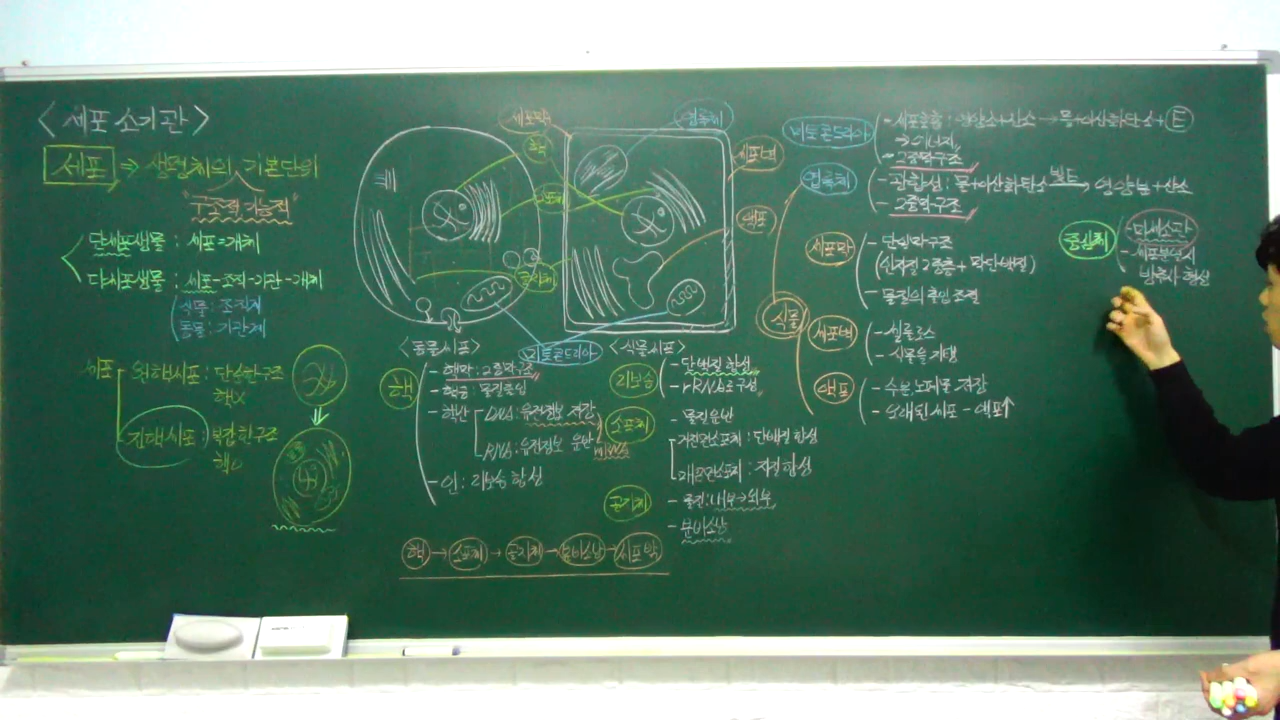 <세포 소기관>
세포 → 생명체의 기본단위
"구조적 기능적"
단세포생물 : 세포=개체
다세포생물 : 세포-조직-기관-개체
식물 : 조직계
동물 : 기관계
세포 원핵세포 : 단순한구조
핵X
진핵세포 : 복잡한구조
핵O
세포막
엽록체
핵
세포벽
소포체
액포
골지체
미토콘드리아
<동물세포>
<식물세포>
핵
- 핵막 : 2중막구조
- 핵공 물질출입
- 핵산 DNA : 유전정보 저장
RNA : 유전정보 운반 mRNA
- 인 : 리보솜 합성
리보솜
- 단백질 합성
- rRNA로 구성
소포체
- 물질운반
거친면소포체 : 단백질 합성
매끈면소포체 : 지질 합성
골지체
- 물질 : 내부→외부
- 분비소낭
핵 → 소포체 → 골지체 → 분비소낭 → 세포막
미토콘드리아
- 세포호흡 : 영양소+산소 → 물+이산화탄소+E
→ 에너지
- 2중막구조
엽록체
- 광합성 : 물+이산화탄소 빛E→ 영양분+산소
- 2중막구조
세포막
- 단일막구조
(인지질 2중층 + 막단백질)
- 물질의 출입 조절
식물
세포벽
- 셀룰로스
- 식물을 지탱
액포
- 수분, 노폐물 저장
- 오래된 세포 - 액포↑
중심체
- 미세소관
- 세포분열시
방추사 형성